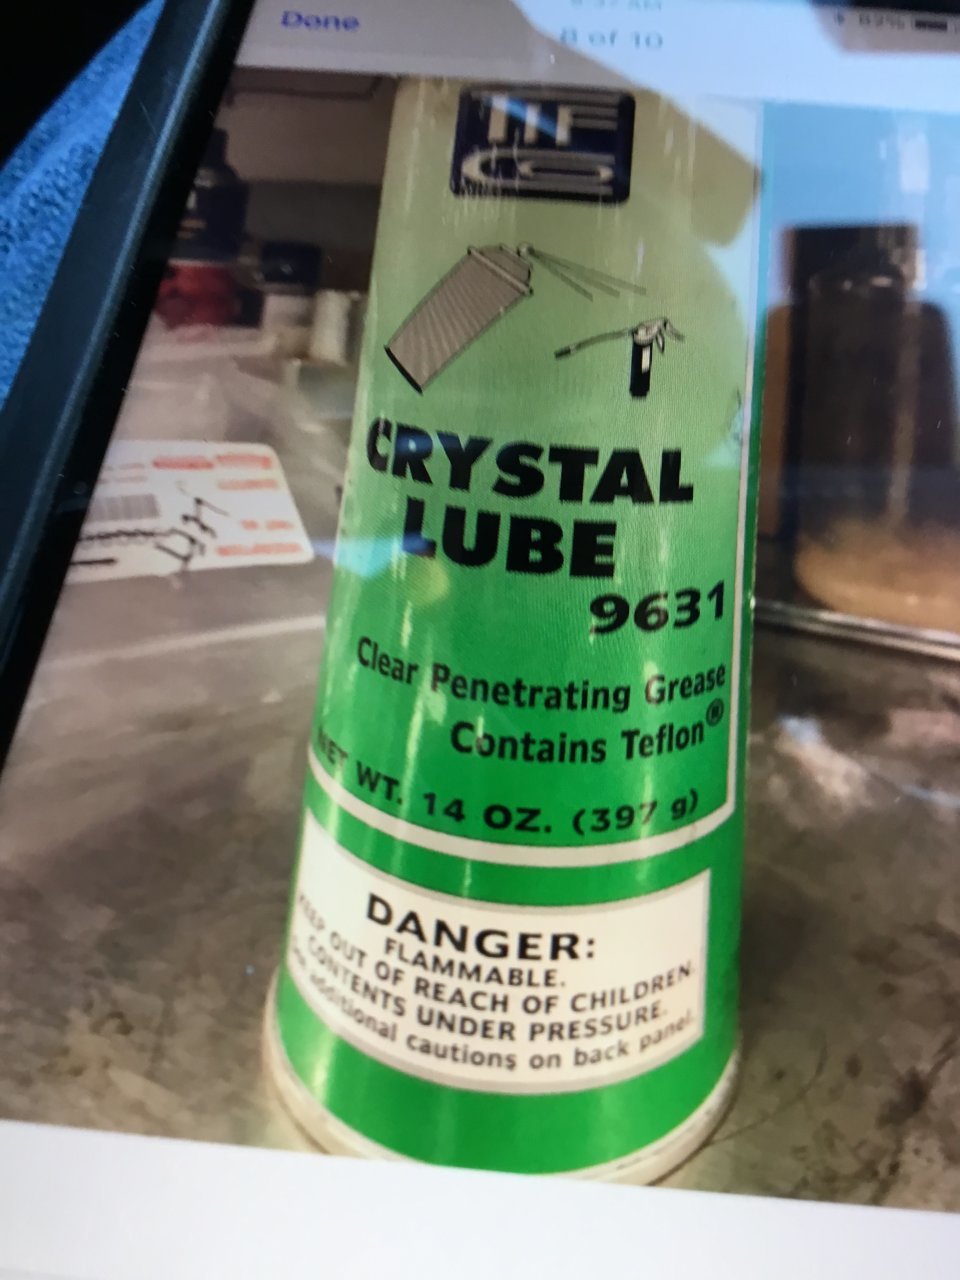 Done
8 of 10
CRYSTAL
LUBE
9631
Clear Penetrating Grease
Contains Teflon®
NET WT. 14 OZ. (397 g)
DANGER:
FLAMMABLE.
KEEP OUT OF REACH OF CHILDREN.
CONTENTS UNDER PRESSURE.
See additional cautions on back panel.